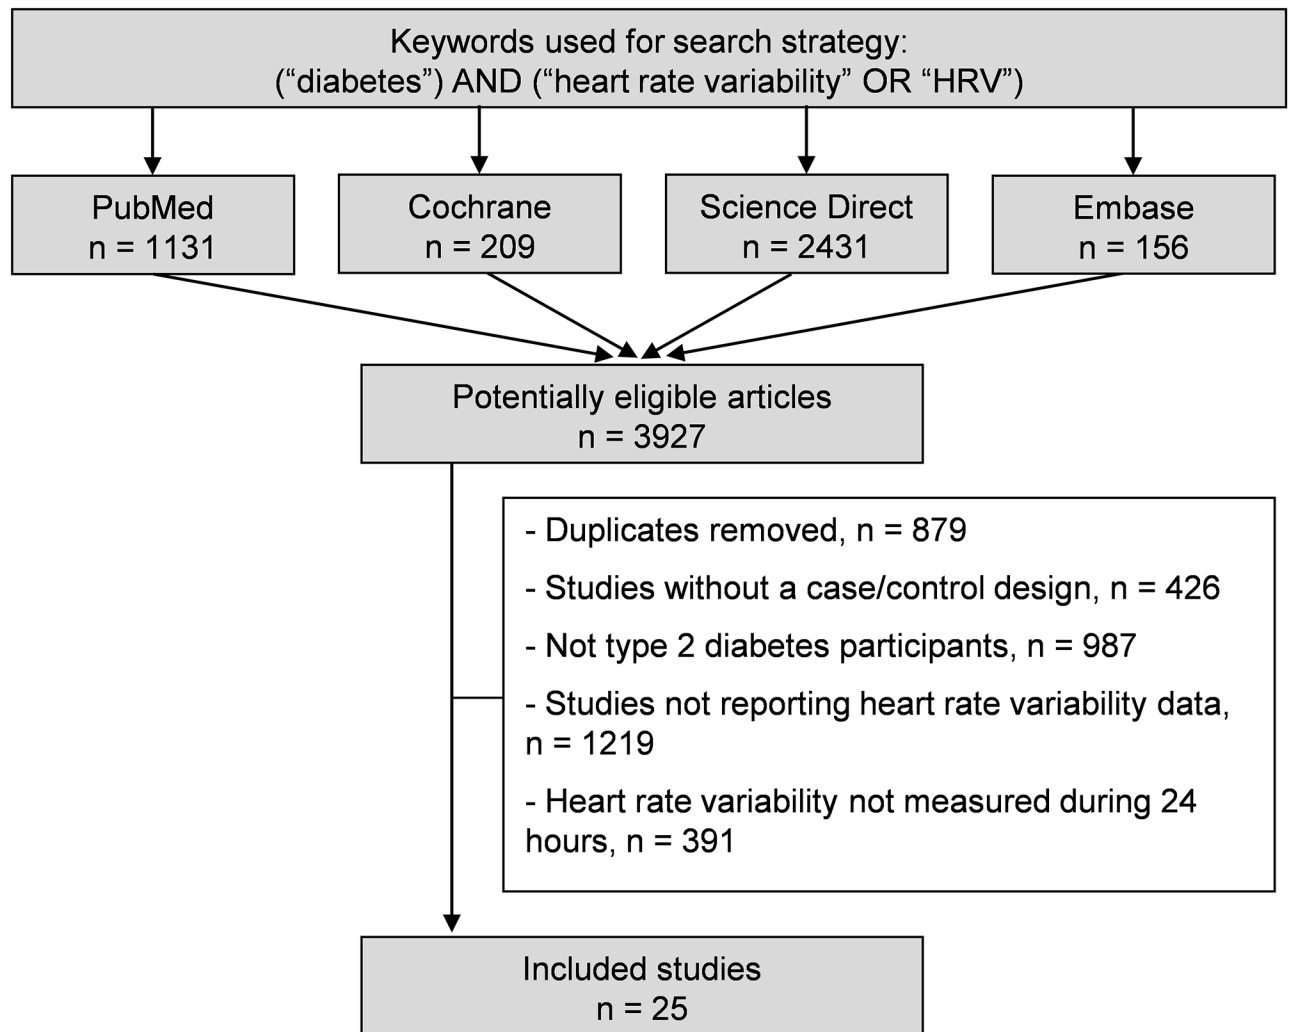 Keywords used for search strategy:
(“diabetes”) AND (“heart rate variability” OR “HRV”)
PubMed
n = 1131
Cochrane
n = 209
Science Direct
n = 2431
Embase
n = 156
Potentially eligible articles
n = 3927
- Duplicates removed, n = 879
- Studies without a case/control design, n = 426
- Not type 2 diabetes participants, n = 987
- Studies not reporting heart rate variability data,
n = 1219
- Heart rate variability not measured during 24
hours, n = 391
Included studies
n = 25